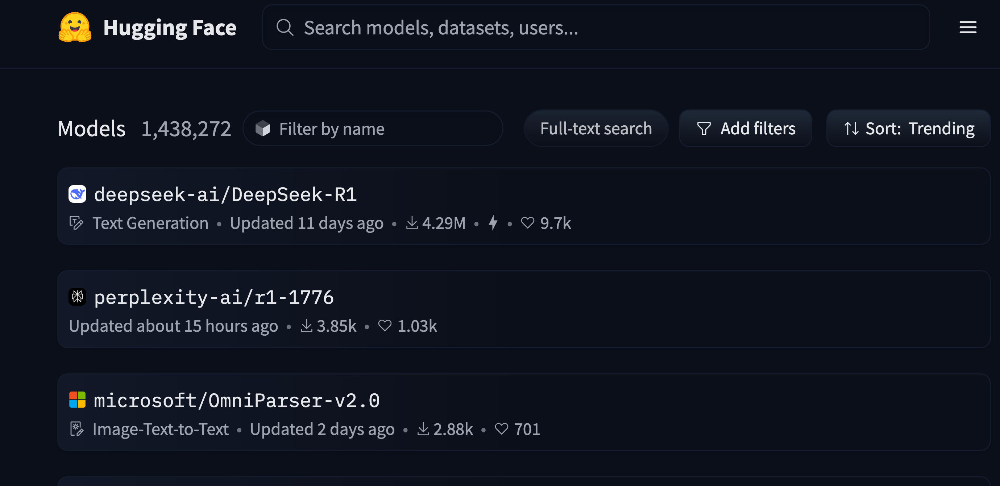 Hugging Face Search models, datasets, users...
Models 1,438,272 Filter by name Full-text search Add filters Sort: Trending
deepseek-ai/DeepSeek-R1
Text Generation • Updated 11 days ago • 4.29M • • 9.7k
perplexity-ai/r1-1776
Updated about 15 hours ago • 3.85k • 1.03k
microsoft/OmniParser-v2.0
Image-Text-to-Text • Updated 2 days ago • 2.88k • 701